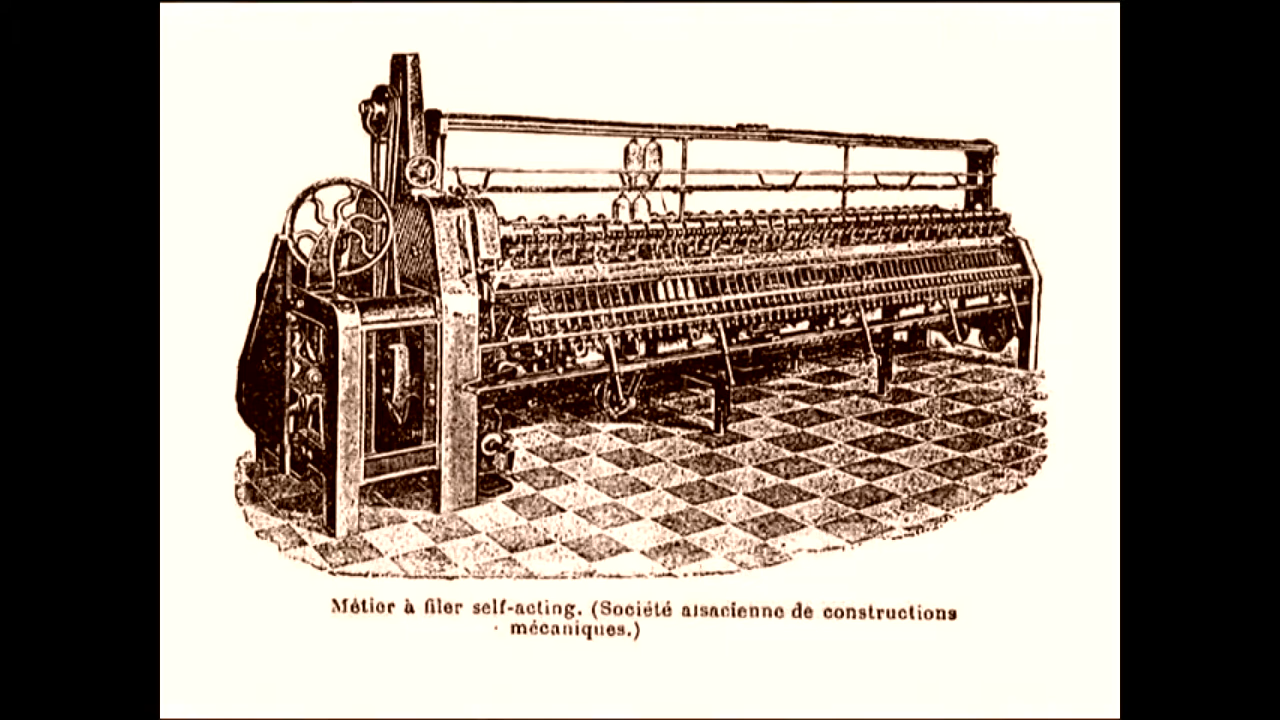 Métier à filer self-acting. (Société alsacienne de constructions
mécaniques.)